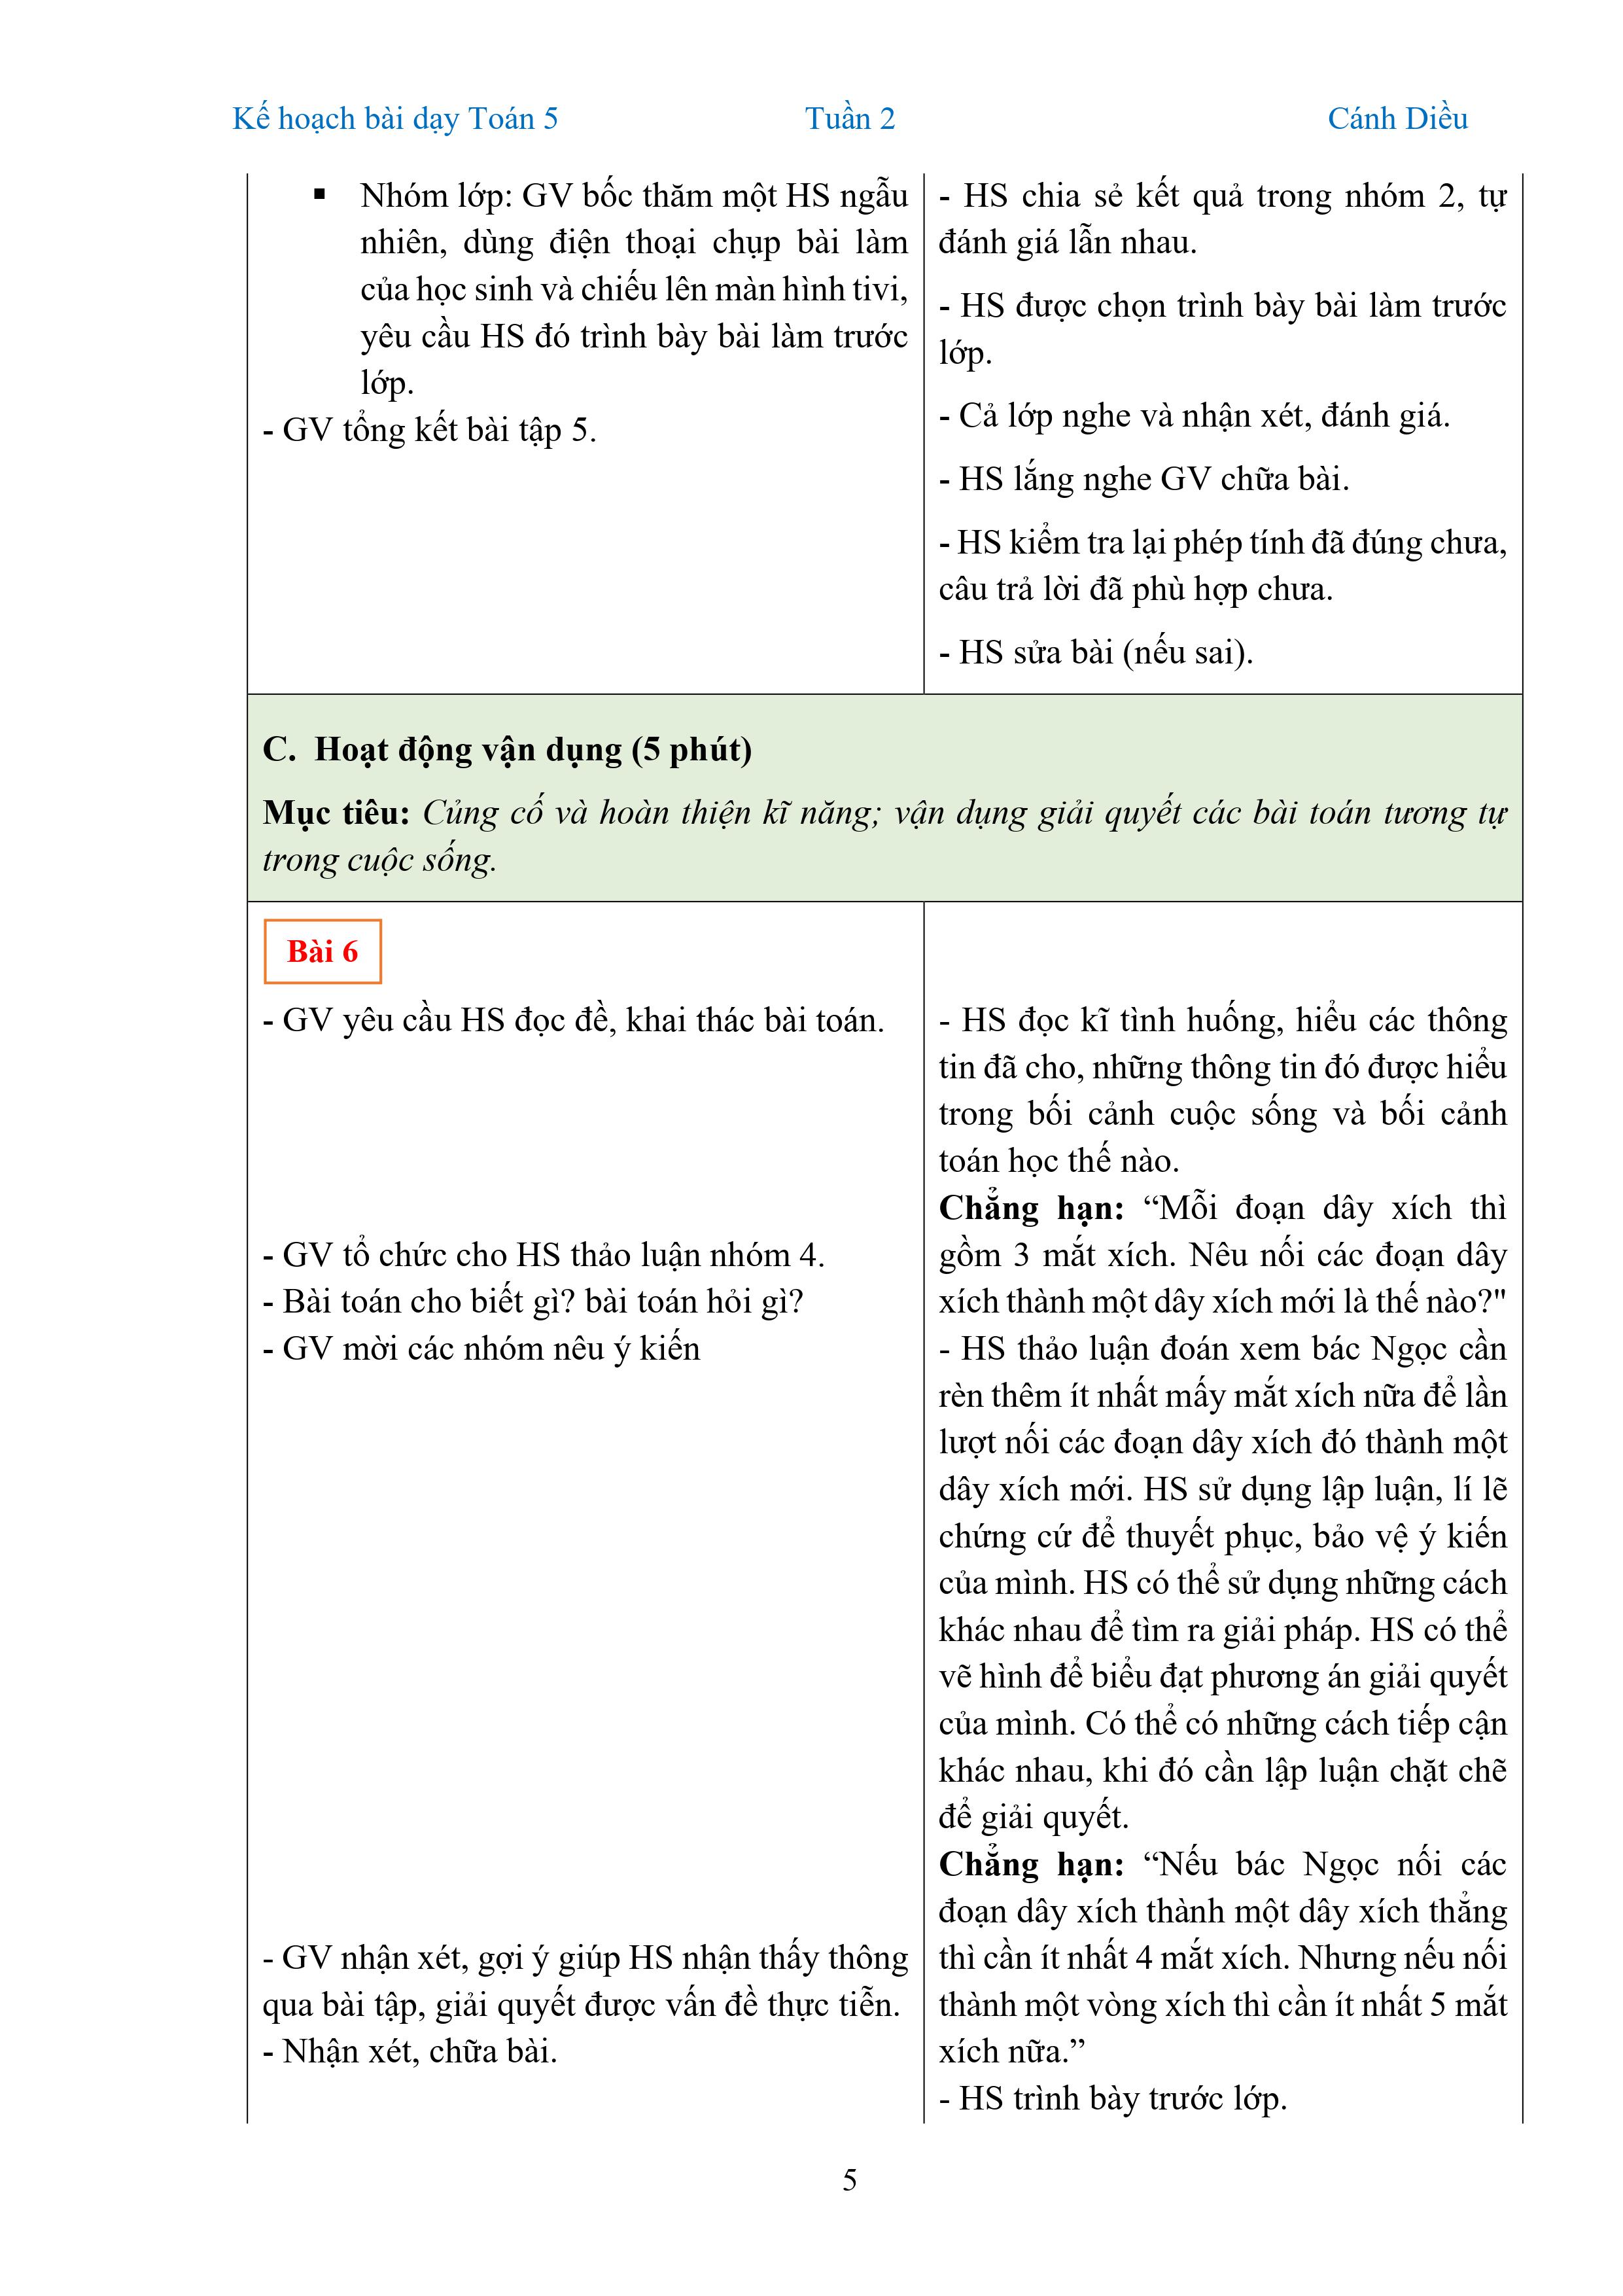 Kế hoạch bài dạy Toán 5 Tuần 2 Cánh Diều
▪ Nhóm lớp: GV bốc thăm một HS ngẫu
nhiên, dùng điện thoại chụp bài làm
của học sinh và chiếu lên màn hình tivi,
yêu cầu HS đó trình bày bài làm trước
lớp.
- GV tổng kết bài tập 5.
- HS chia sẻ kết quả trong nhóm 2, tự
đánh giá lẫn nhau.
- HS được chọn trình bày bài làm trước
lớp.
- Cả lớp nghe và nhận xét, đánh giá.
- HS lắng nghe GV chữa bài.
- HS kiểm tra lại phép tính đã đúng chưa,
câu trả lời đã phù hợp chưa.
- HS sửa bài (nếu sai).
C. Hoạt động vận dụng (5 phút)
Mục tiêu: Củng cố và hoàn thiện kĩ năng; vận dụng giải quyết các bài toán tương tự
trong cuộc sống.
Bài 6
- GV yêu cầu HS đọc đề, khai thác bài toán.
- GV tổ chức cho HS thảo luận nhóm 4.
- Bài toán cho biết gì? bài toán hỏi gì?
- GV mời các nhóm nêu ý kiến
- GV nhận xét, gợi ý giúp HS nhận thấy thông
qua bài tập, giải quyết được vấn đề thực tiễn.
- Nhận xét, chữa bài.
- HS đọc kĩ tình huống, hiểu các thông
tin đã cho, những thông tin đó được hiểu
trong bối cảnh cuộc sống và bối cảnh
toán học thế nào.
Chẳng hạn: “Mỗi đoạn dây xích thì
gồm 3 mắt xích. Nêu nối các đoạn dây
xích thành một dây xích mới là thế nào?"
- HS thảo luận đoán xem bác Ngọc cần
rèn thêm ít nhất mấy mắt xích nữa để lần
lượt nối các đoạn dây xích đó thành một
dây xích mới. HS sử dụng lập luận, lí lẽ
chứng cứ để thuyết phục, bảo vệ ý kiến
của mình. HS có thể sử dụng những cách
khác nhau để tìm ra giải pháp. HS có thể
vẽ hình để biểu đạt phương án giải quyết
của mình. Có thể có những cách tiếp cận
khác nhau, khi đó cần lập luận chặt chẽ
để giải quyết.
Chẳng hạn: “Nếu bác Ngọc nối các
đoạn dây xích thành một dây xích thẳng
thì cần ít nhất 4 mắt xích. Nhưng nếu nối
thành một vòng xích thì cần ít nhất 5 mắt
xích nữa.”
- HS trình bày trước lớp.
5